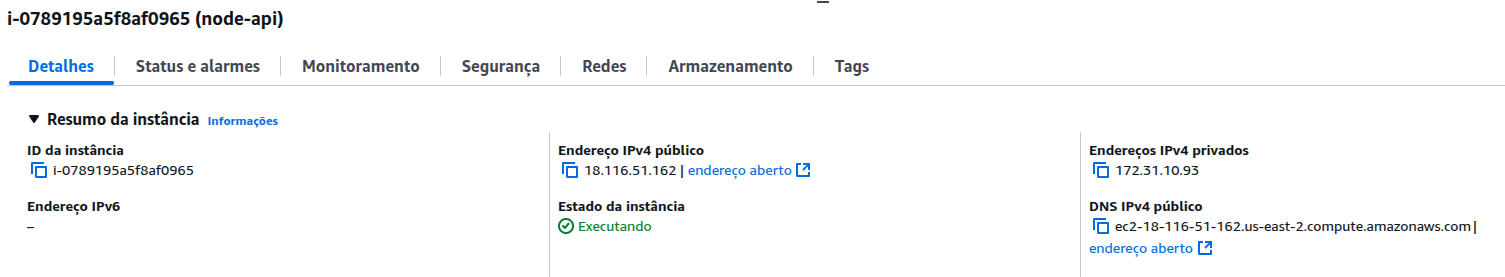 i-0789195a5f8af0965 (node-api)
Detalhes
Status e alarmes
Monitoramento
Segurança
Redes
Armazenamento
Tags
Resumo da instância Informações
ID da instância
i-0789195a5f8af0965
Endereço IPv6
–
Endereço IPv4 público
18.116.51.162 | endereço aberto
Estado da instância
Executando
Endereços IPv4 privados
172.31.10.93
DNS IPv4 público
ec2-18-116-51-162.us-east-2.compute.amazonaws.com |
endereço aberto